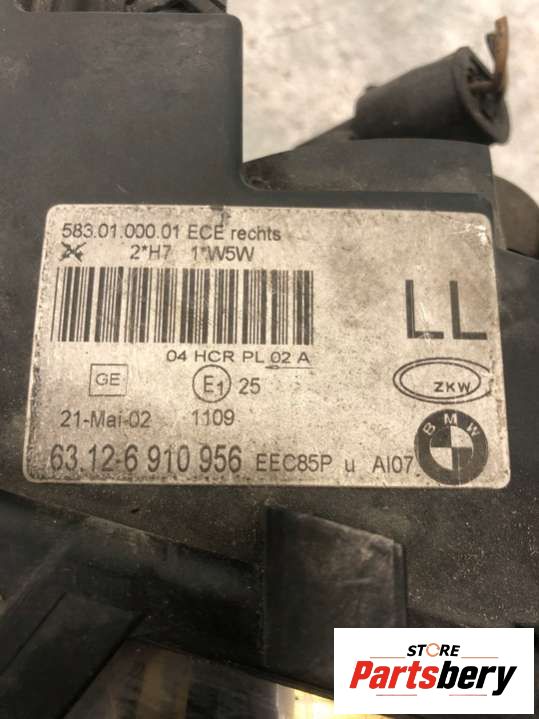 583.01.000.01 ECE rechts
2*H7 1*W5W
LL
04 HCR PL 02 A
GE
E1 25
ZKW
21-Mai-02 1109
BMW
63.12-6 910 956 EEC85P u AI07
STORE
Partsbery